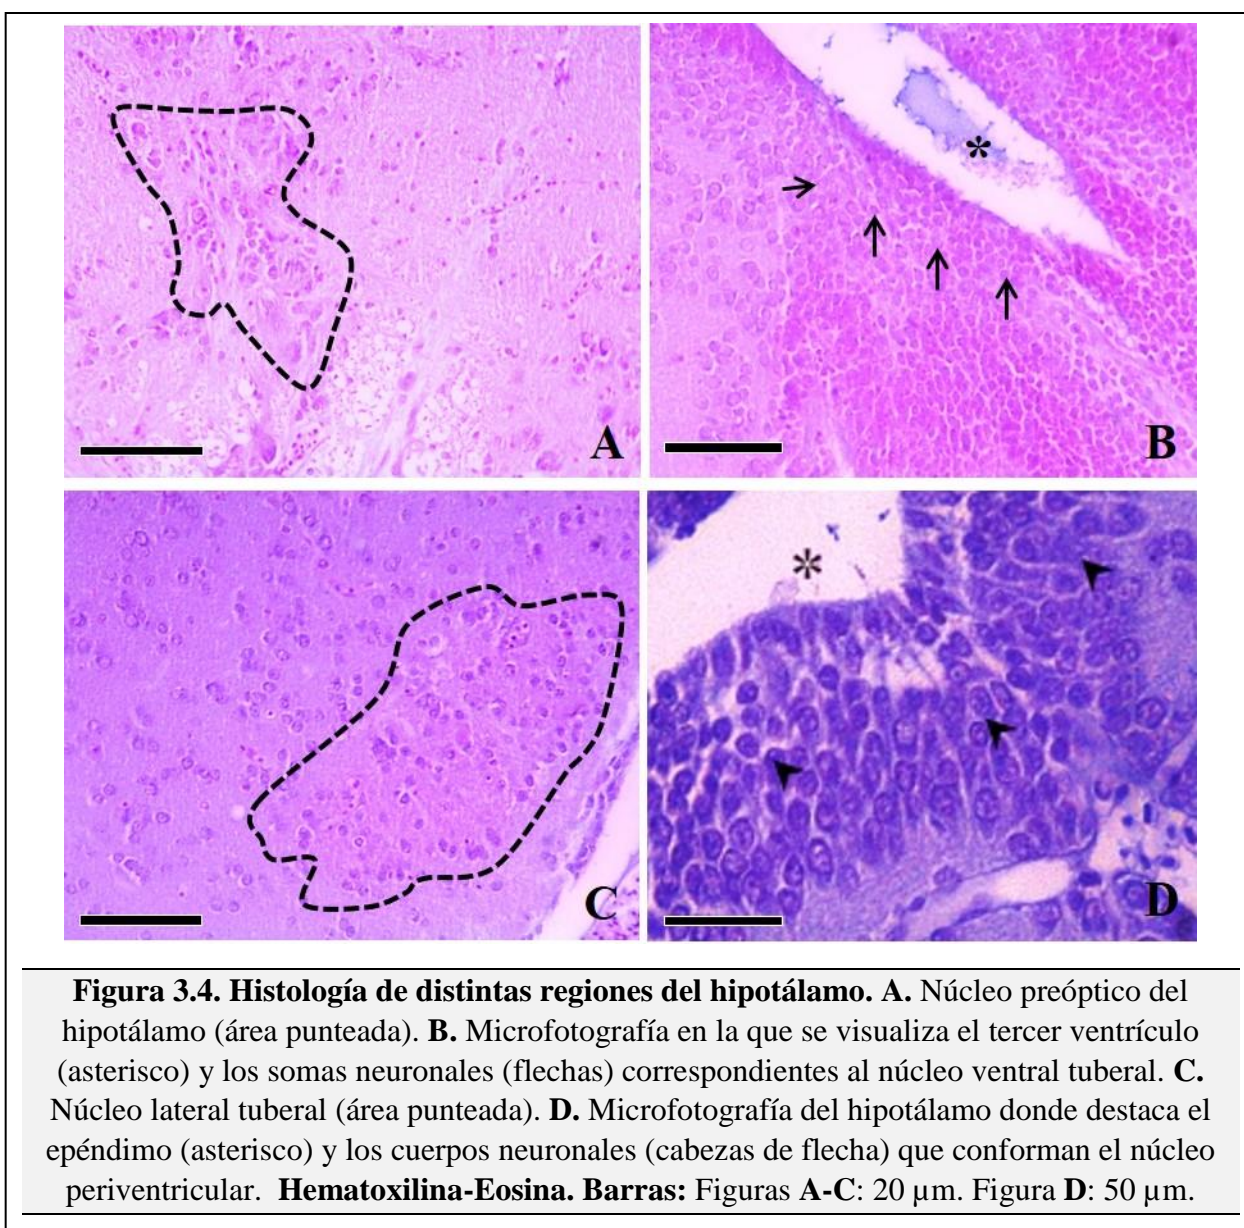 A
B
*
C
*
D
Figura 3.4. Histología de distintas regiones del hipotálamo. A. Núcleo preóptico del
hipotálamo (área punteada). B. Microfotografía en la que se visualiza el tercer ventrículo
(asterisco) y los somas neuronales (flechas) correspondientes al núcleo ventral tuberal. C.
Núcleo lateral tuberal (área punteada). D. Microfotografía del hipotálamo donde destaca el
epéndimo (asterisco) y los cuerpos neuronales (cabezas de flecha) que conforman el núcleo
periventricular. Hematoxilina-Eosina. Barras: Figuras A-C: 20 µm. Figura D: 50 µm.